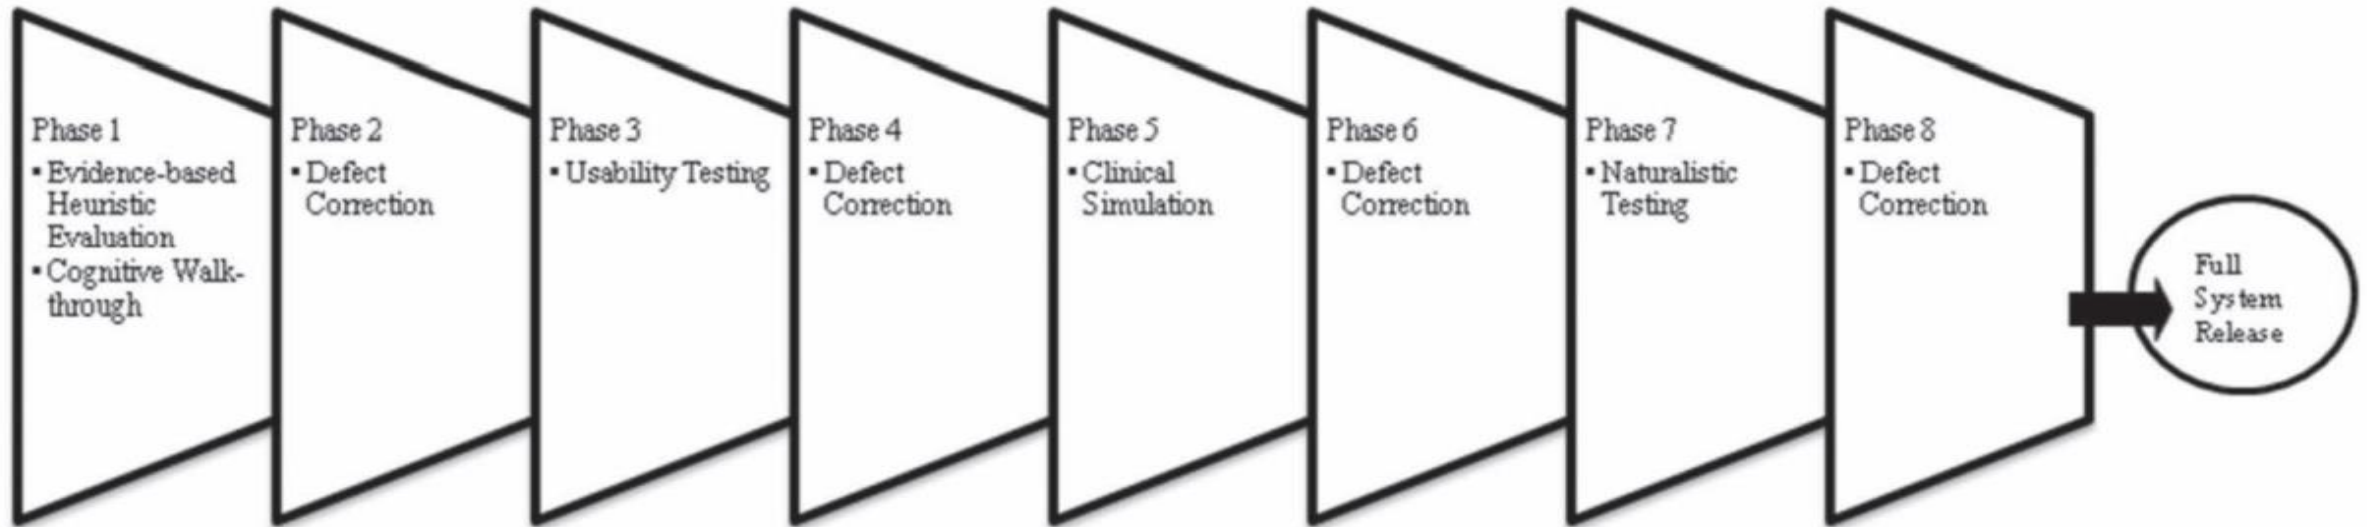 Phase 1
▪ Evidence-based
Heuristic
Evaluation
▪ Cognitive Walk-
through
Phase 2
▪ Defect
Correction
Phase 3
▪ Usability Testing
Phase 4
▪ Defect
Correction
Phase 5
▪ Clinical
Simulation
Phase 6
▪ Defect
Correction
Phase 7
▪ Naturalistic
Testing
Phase 8
▪ Defect
Correction
Full
System
Release